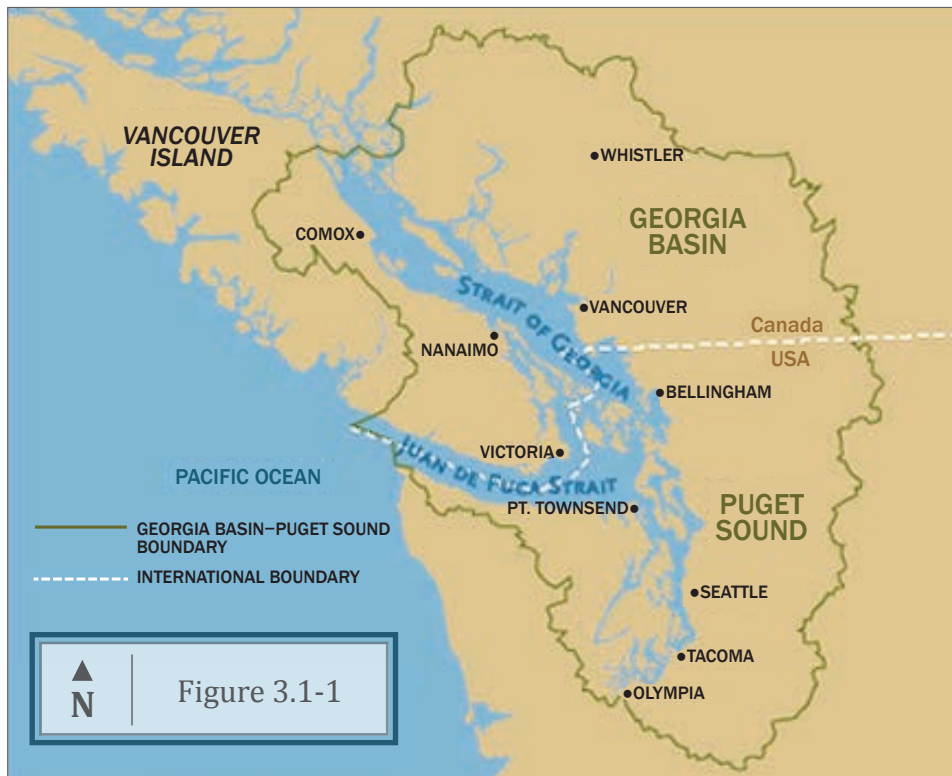 VANCOUVER
ISLAND
WHISTLER
GEORGIA
BASIN
COMOX
STRAIT OF GEORGIA
VANCOUVER
NANAIMO
Canada
USA
BELLINGHAM
VICTORIA
JUAN DE FUCA STRAIT
PACIFIC OCEAN
PT. TOWNSEND
PUGET
SOUND
GEORGIA BASIN–PUGET SOUND
BOUNDARY
INTERNATIONAL BOUNDARY
SEATTLE
TACOMA
OLYMPIA
N
Figure 3.1-1